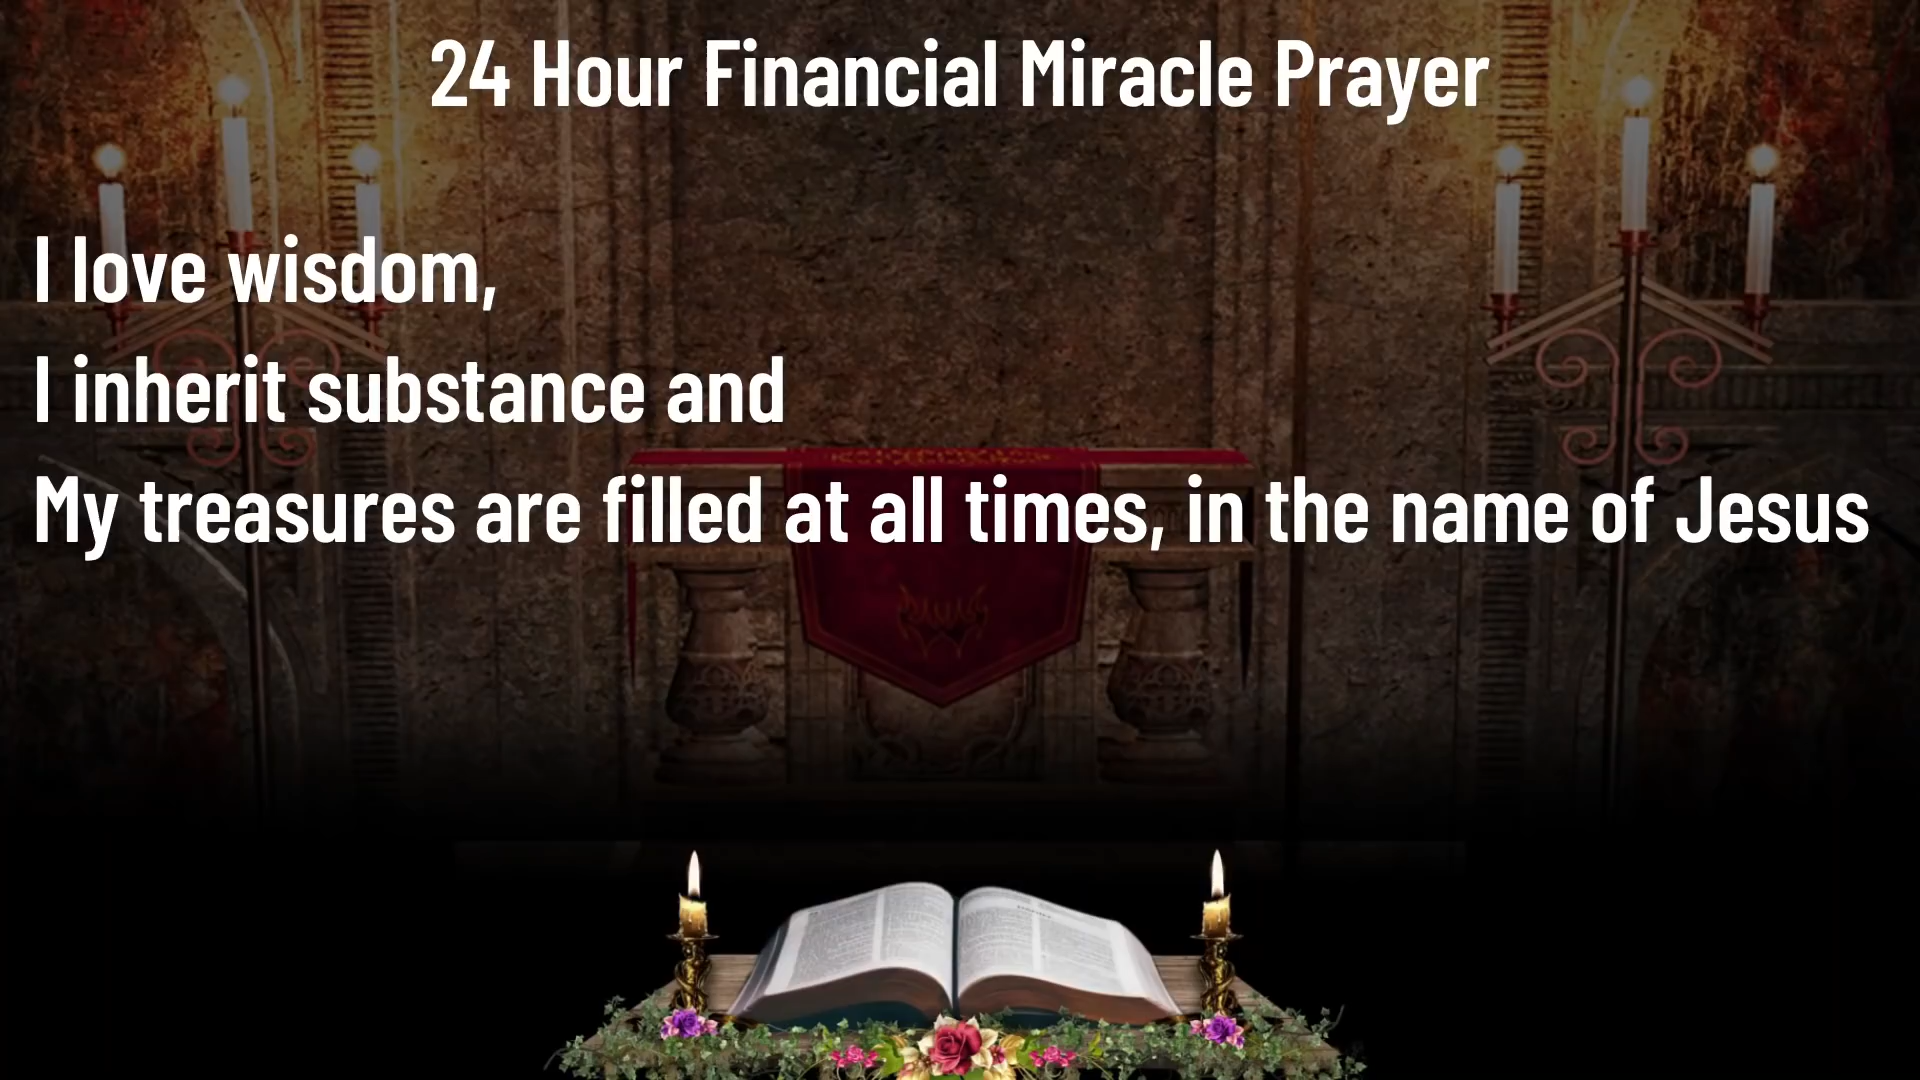 24 Hour Financial Miracle Prayer
I love wisdom,
I inherit substance and
My treasures are filled at all times, in the name of Jesus